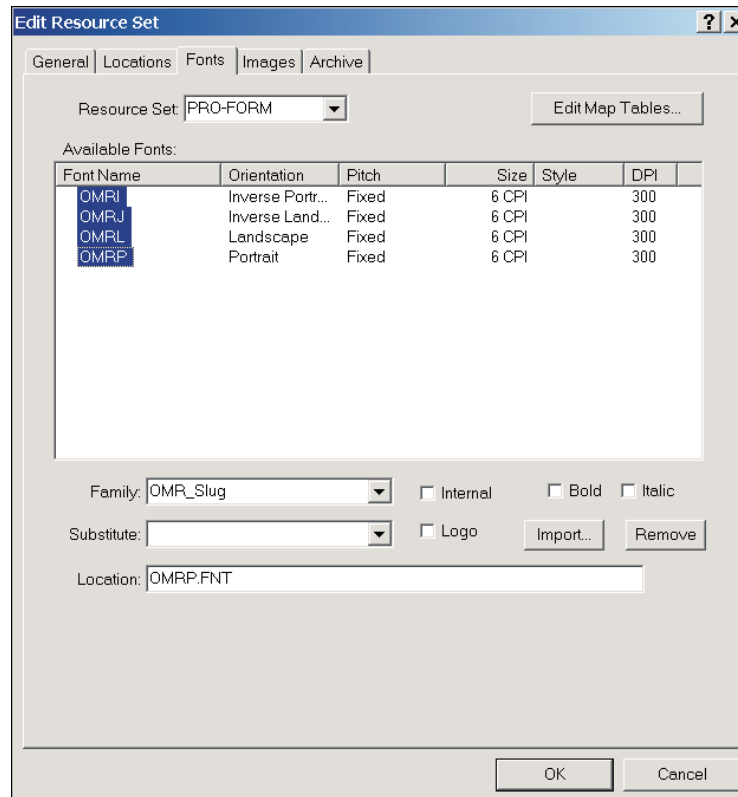 Edit Resource Set ? x
General Locations Fonts Images Archive
Resource Set: PRO-FORM Edit Map Tables...
Available Fonts:
Font Name Orientation Pitch Size Style DPI
OMRI Inverse Portr... Fixed 6 CPI 300
OMRJ Inverse Land... Fixed 6 CPI 300
OMRL Landscape Fixed 6 CPI 300
OMRP Portrait Fixed 6 CPI 300
Family: OMR_Slug Internal Bold Italic
Substitute: Logo Import... Remove
Location: OMRP.FNT
OK Cancel